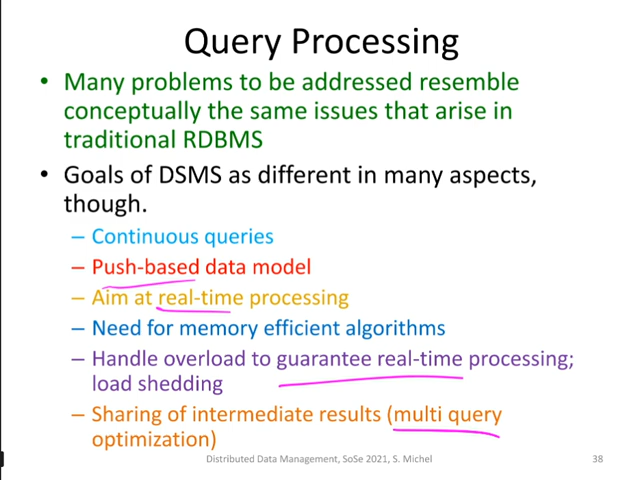 Query Processing
• Many problems to be addressed resemble
conceptually the same issues that arise in
traditional RDBMS
• Goals of DSMS as different in many aspects,
though.
– Continuous queries
– Push-based data model
– Aim at real-time processing
– Need for memory efficient algorithms
– Handle overload to guarantee real-time processing;
load shedding
– Sharing of intermediate results (multi query
optimization)
Distributed Data Management, SoSe 2021, S. Michel
38